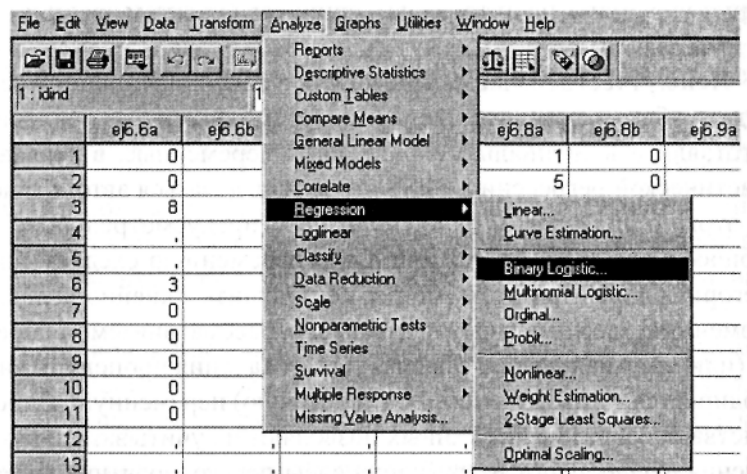 File Edit View Data Transform Analyze Graphs Utilities Window Help
1 : idind 1
Reports
Descriptive Statistics
Custom Tables
Compare Means
General Linear Model
Mixed Models
Correlate
Regression
Loglinear
Classify
Data Reduction
Scale
Nonparametric Tests
Time Series
Survival
Multiple Response
Missing Value Analysis...
Linear...
Curve Estimation...
Binary Logistic...
Multinomial Logistic...
Ordinal...
Probit...
Nonlinear...
Weight Estimation...
2-Stage Least Squares...
Optimal Scaling...
ej6.6a ej6.6b ej6.8a ej6.8b ej6.9a
1 0 1 0
2 0 5 0
3 8
4 ,
5 ,
6 3
7 0
8 0
9 0
10 0
11 0
12 , , , ,
13 , , , ,